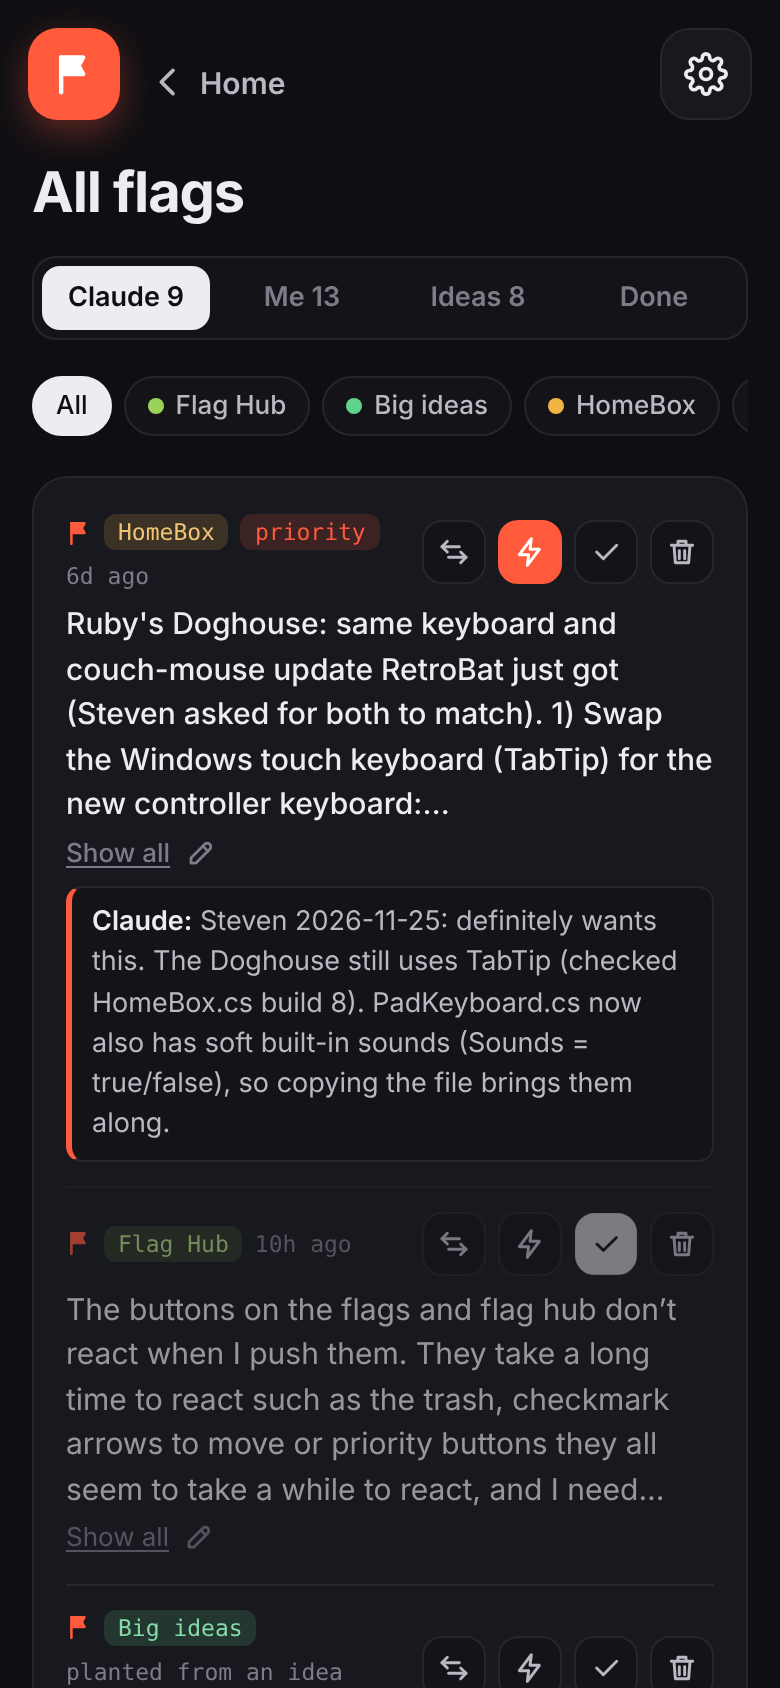 Home
All flags
Claude 9
Me 13
Ideas 8
Done
All
Flag Hub
Big ideas
HomeBox
HomeBox
priority
6d ago
Ruby's Doghouse: same keyboard and
couch-mouse update RetroBat just got
(Steven asked for both to match). 1) Swap
the Windows touch keyboard (TabTip) for the
new controller keyboard:...
Show all
Claude: Steven 2026-11-25: definitely wants
this. The Doghouse still uses TabTip (checked
HomeBox.cs build 8). PadKeyboard.cs now
also has soft built-in sounds (Sounds =
true/false), so copying the file brings them
along.
Flag Hub
10h ago
The buttons on the flags and flag hub don’t
react when I push them. They take a long
time to react such as the trash, checkmark
arrows to move or priority buttons they all
seem to take a while to react, and I need...
Show all
Big ideas
planted from an idea